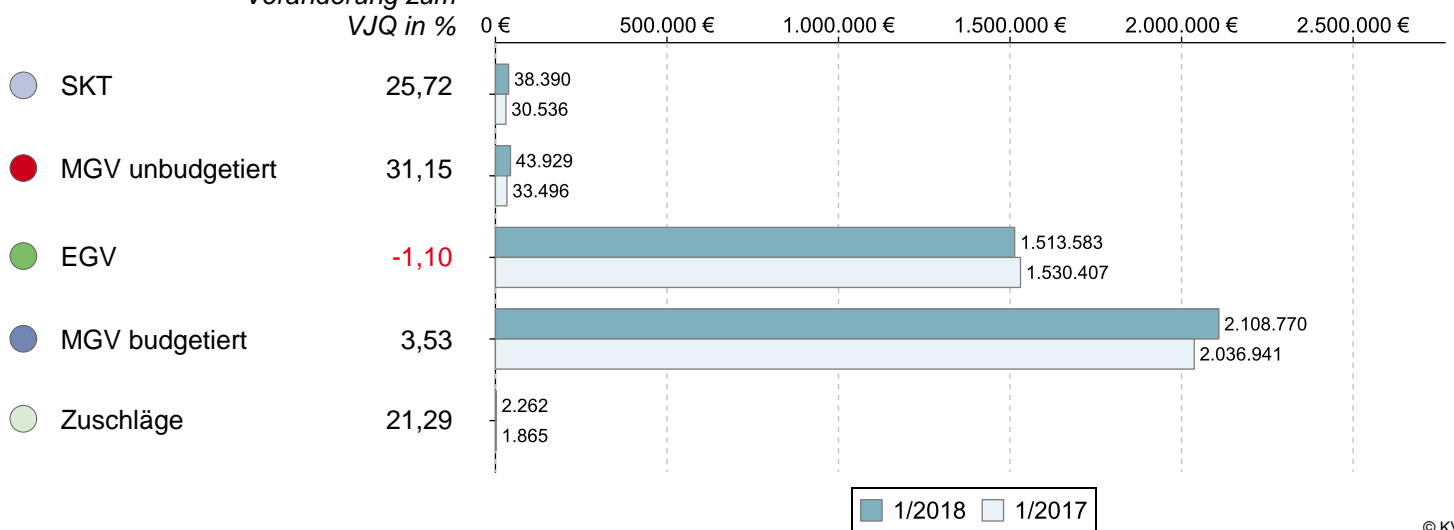 Veränderung zum
VJQ in % 0 € 500.000 € 1.000.000 € 1.500.000 € 2.000.000 € 2.500.000 €
SKT 25,72 38.390
30.536
MGV unbudgetiert 31,15 43.929
33.496
EGV -1,10 1.513.583
1.530.407
MGV budgetiert 3,53 2.108.770
2.036.941
Zuschläge 21,29 2.262
1.865
1/2018 1/2017
©